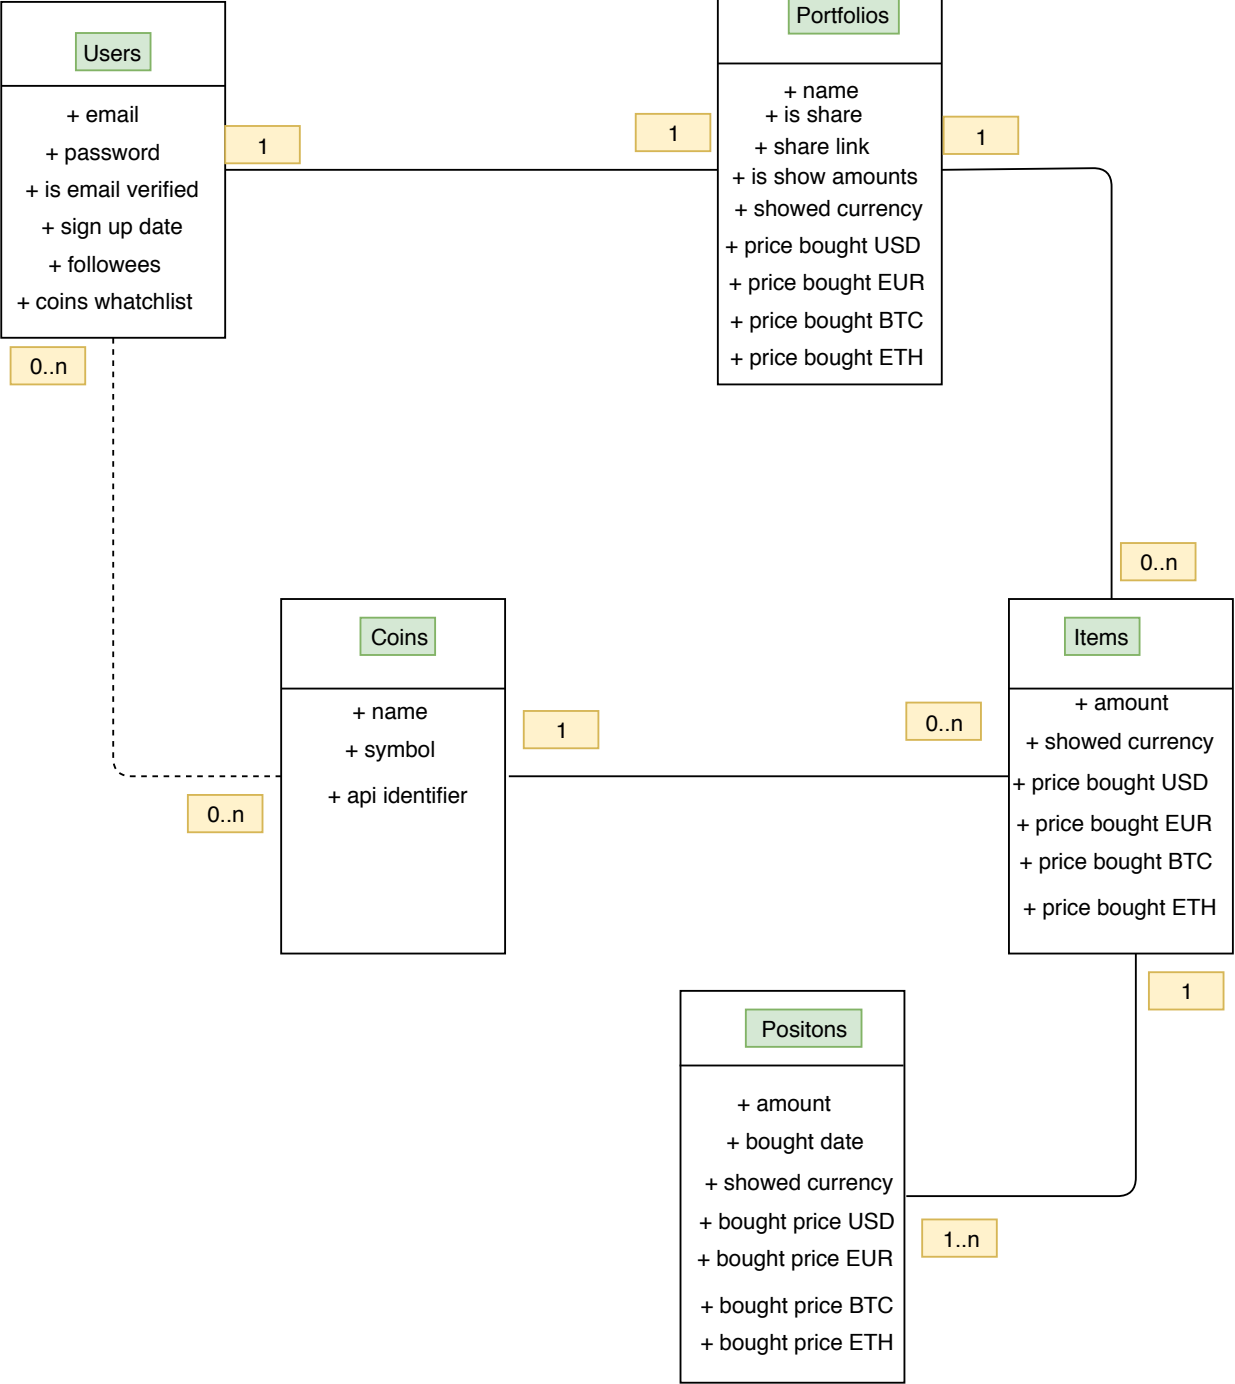 Users
+ email
+ password
+ is email verified
+ sign up date
+ followees
+ coins whatchlist
1
0..n
1
Portfolios
+ name
+ is share
+ share link
+ is show amounts
+ showed currency
+ price bought USD
+ price bought EUR
+ price bought BTC
+ price bought ETH
1
0..n
Coins
+ name
+ symbol
+ api identifier
0..n
1
0..n
Items
+ amount
+ showed currency
+ price bought USD
+ price bought EUR
+ price bought BTC
+ price bought ETH
1
Positons
+ amount
+ bought date
+ showed currency
+ bought price USD
+ bought price EUR
+ bought price BTC
+ bought price ETH
1..n